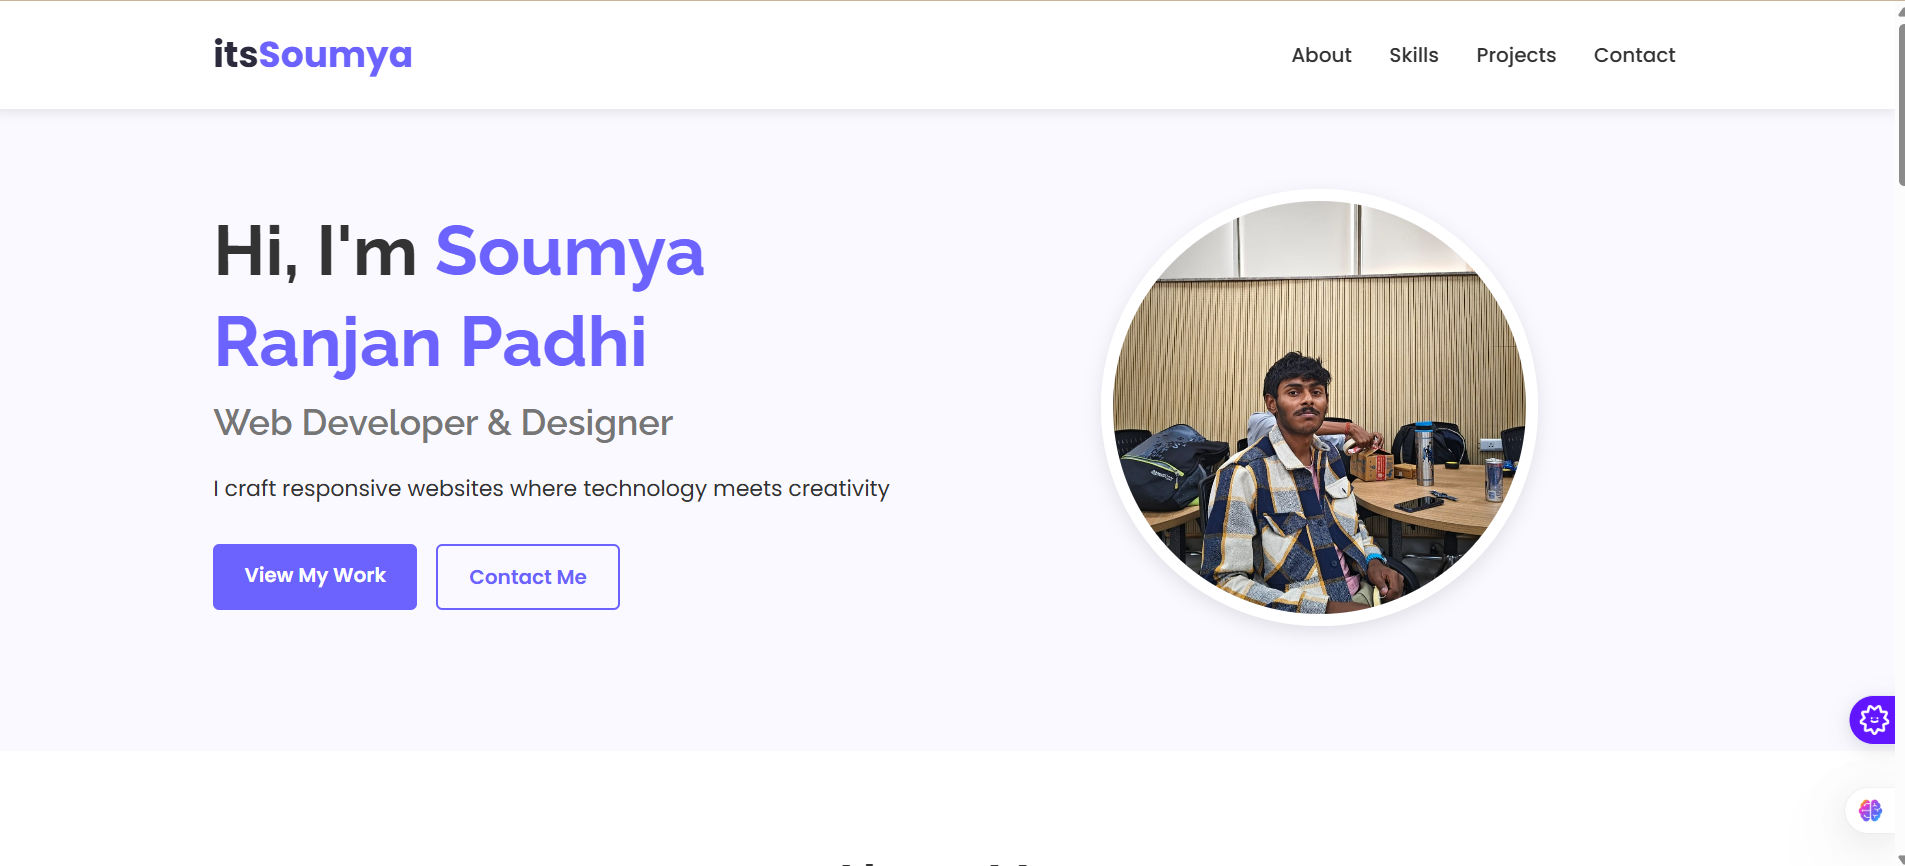 itsSoumya
About Skills Projects Contact
Hi, I'm Soumya
Ranjan Padhi
Web Developer & Designer
I craft responsive websites where technology meets creativity
View My Work Contact Me